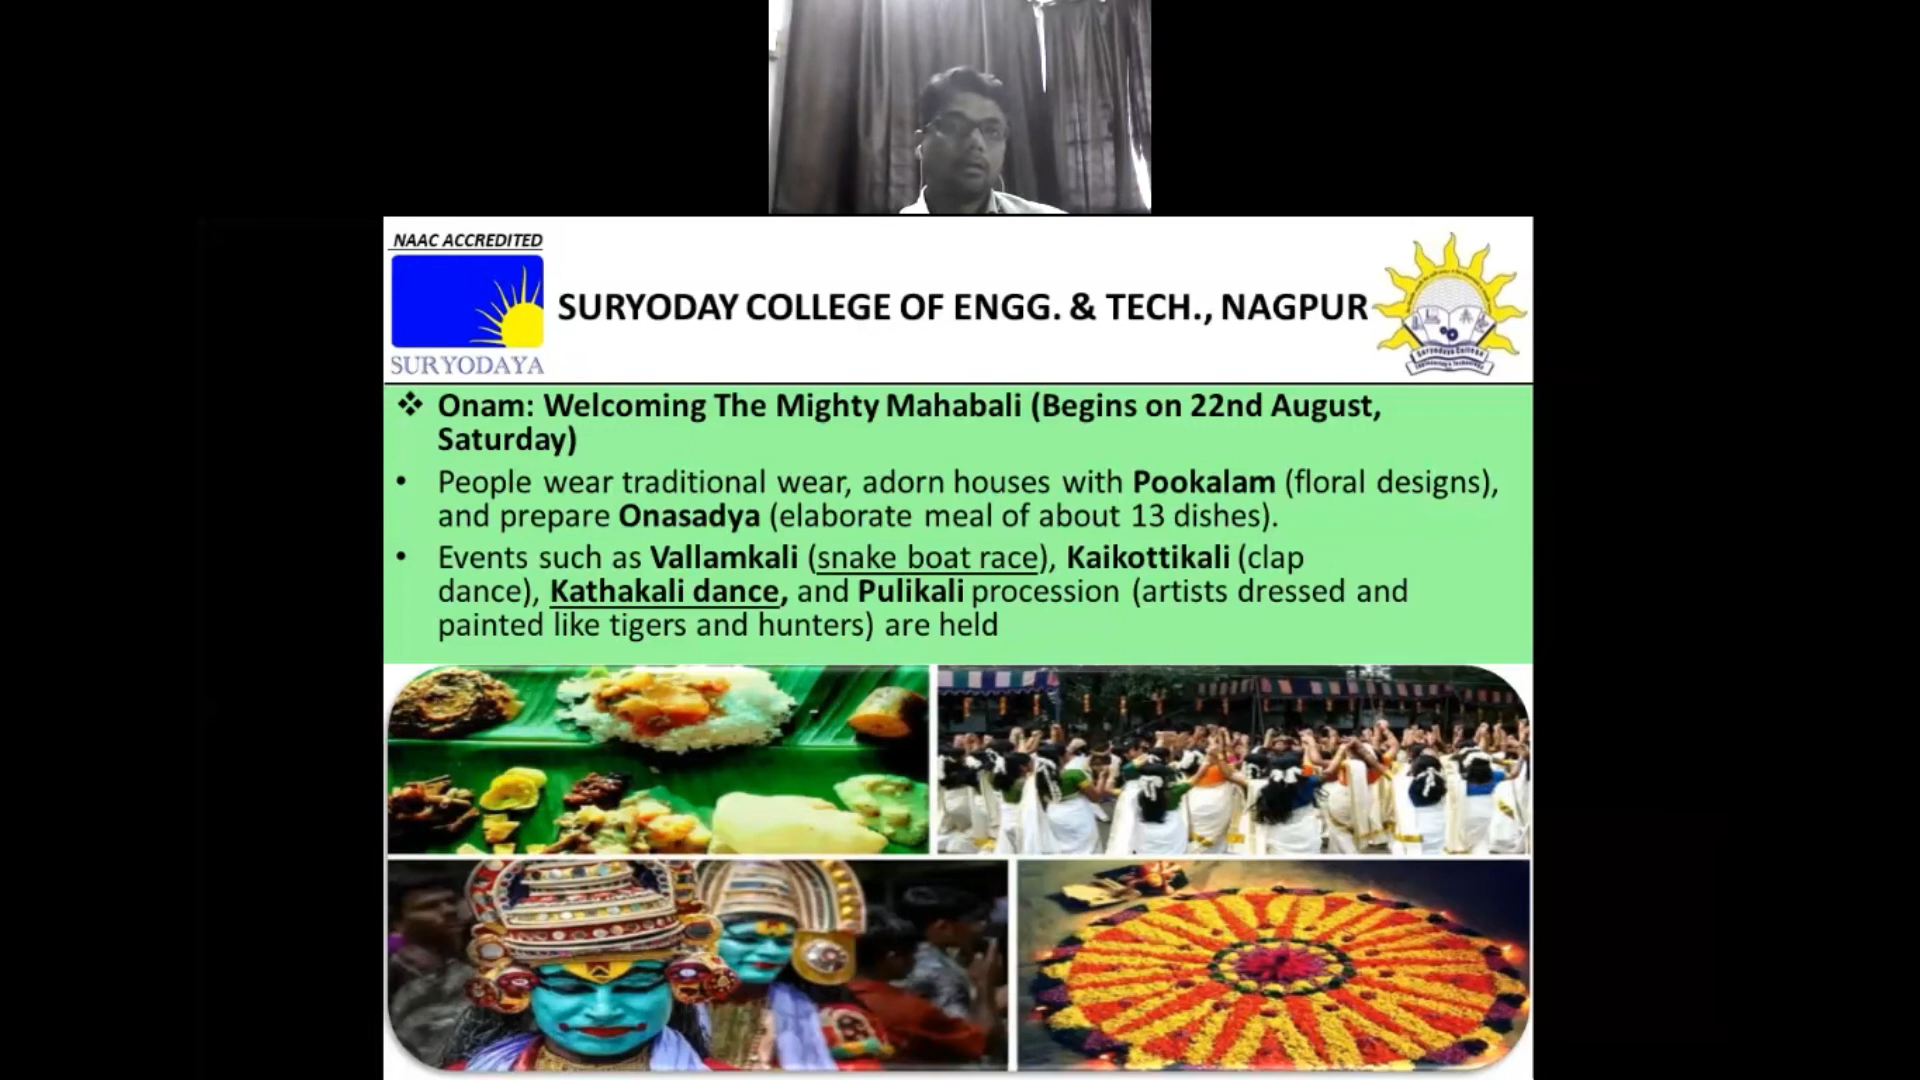 NAAC ACCREDITED
SURYODAYA
SURYODAY COLLEGE OF ENGG. & TECH., NAGPUR
Suryodaya College
❖ Onam: Welcoming The Mighty Mahabali (Begins on 22nd August,
Saturday)
• People wear traditional wear, adorn houses with Pookalam (floral designs),
and prepare Onasadya (elaborate meal of about 13 dishes).
• Events such as Vallamkali (snake boat race), Kaikottikali (clap
dance), Kathakali dance, and Pulikali procession (artists dressed and
painted like tigers and hunters) are held